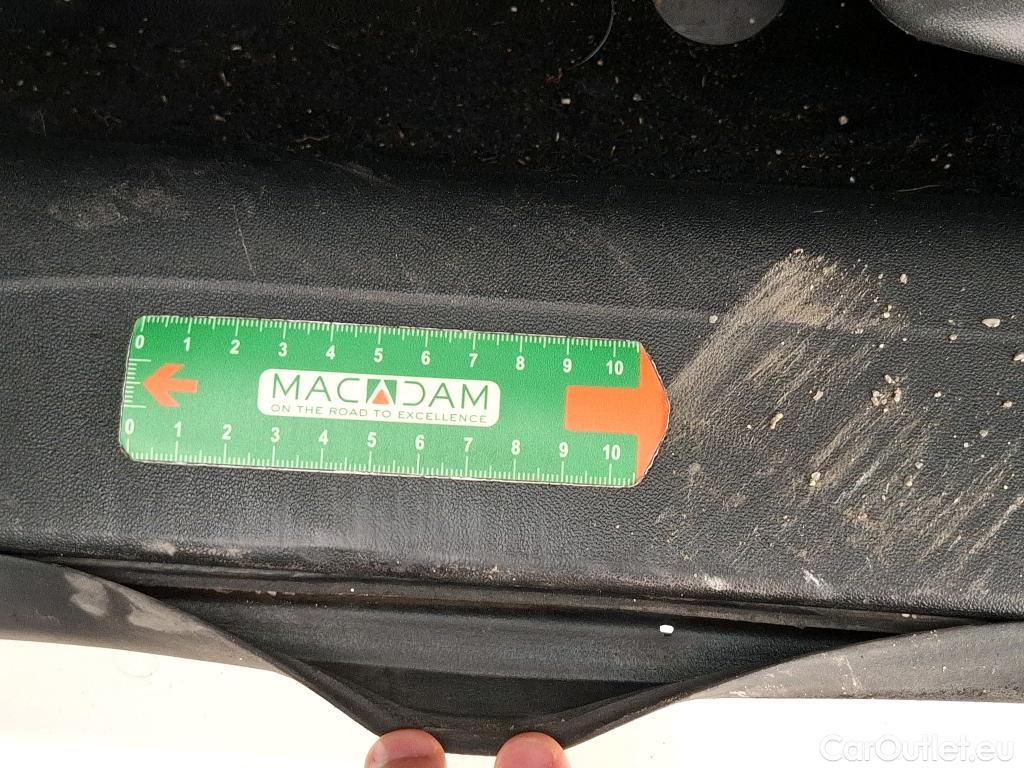 0 1 2 3 4 5 6 7 8 9 10
MACADAM
ON THE ROAD TO EXCELLENCE
0 1 2 3 4 5 6 7 8 9 10
CarOutlet.eu